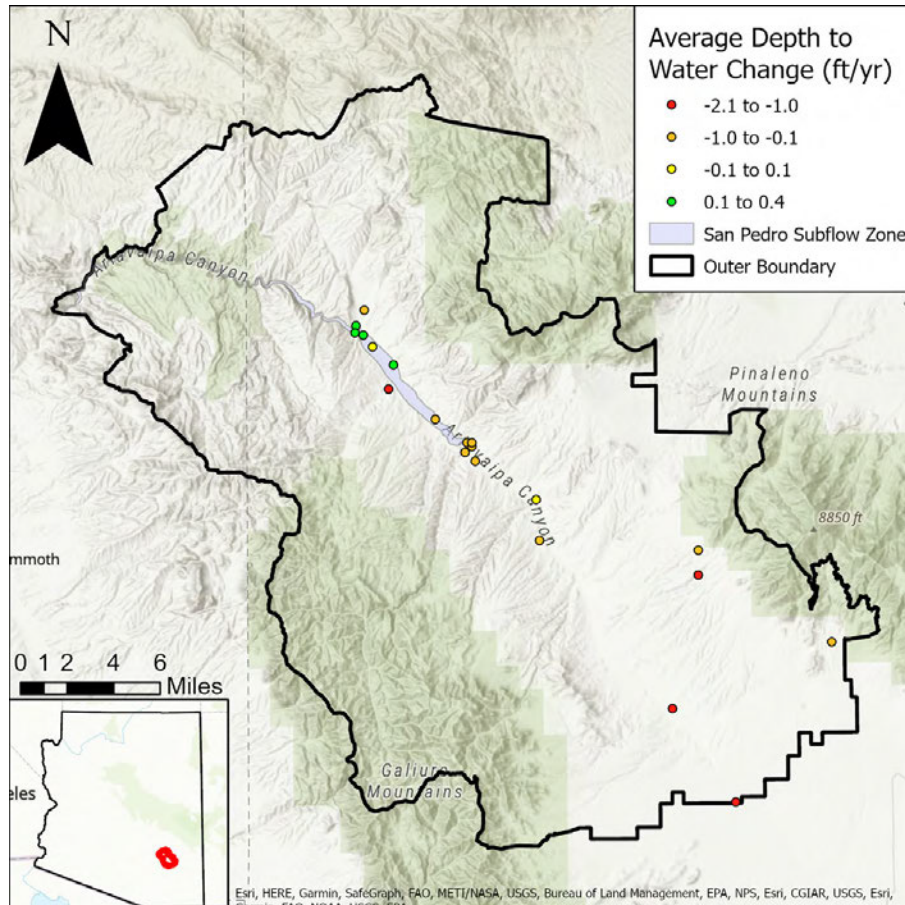 N
Average Depth to
Water Change (ft/yr)
-2.1 to -1.0
-1.0 to -0.1
-0.1 to 0.1
0.1 to 0.4
San Pedro Subflow Zone
Outer Boundary
Aravaipa Canyon
Pinaleno
Mountains
Aravaipa Canyon
8850 ft
mmoth
0 1 2 4 6
Miles
Galiuro
Mountains
eles
Esri, HERE, Garmin, SafeGraph, FAO, METI/NASA, USGS, Bureau of Land Management, EPA, NPS, Esri, CGIAR, USGS, Esri,